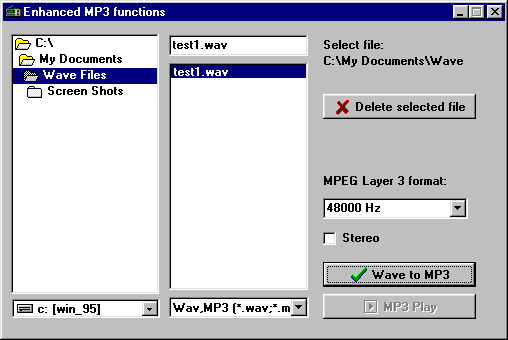 Enhanced MP3 functions
C:\
My Documents
Wave Files
Screen Shots
c: [win_95]
test1.wav
test1.wav
Wav,MP3 (*.wav;*.m
Select file:
C:\My Documents\Wave
Delete selected file
MPEG Layer 3 format:
48000 Hz
Stereo
Wave to MP3
MP3 Play